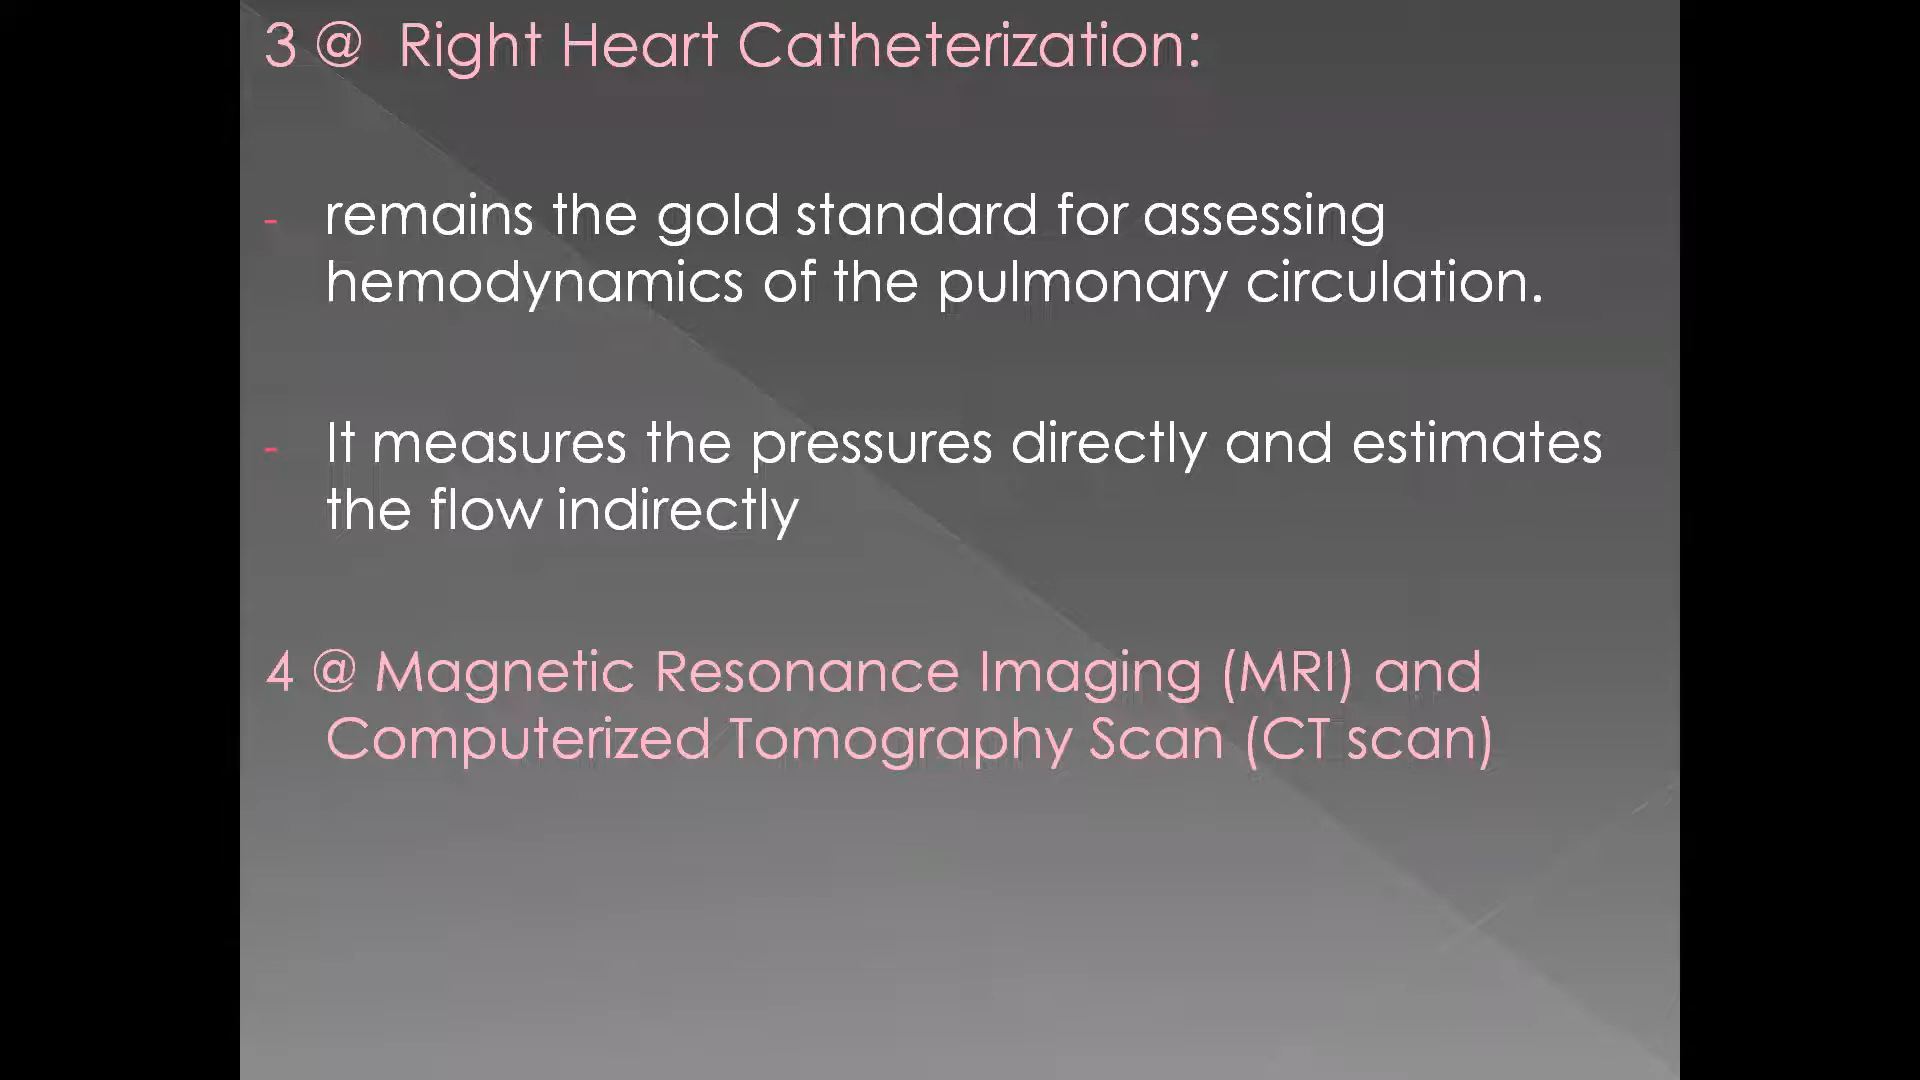 3 @ Right Heart Catheterization:
- remains the gold standard for assessing
hemodynamics of the pulmonary circulation.
- It measures the pressures directly and estimates
the flow indirectly
4 @ Magnetic Resonance Imaging (MRI) and
Computerized Tomography Scan (CT scan)